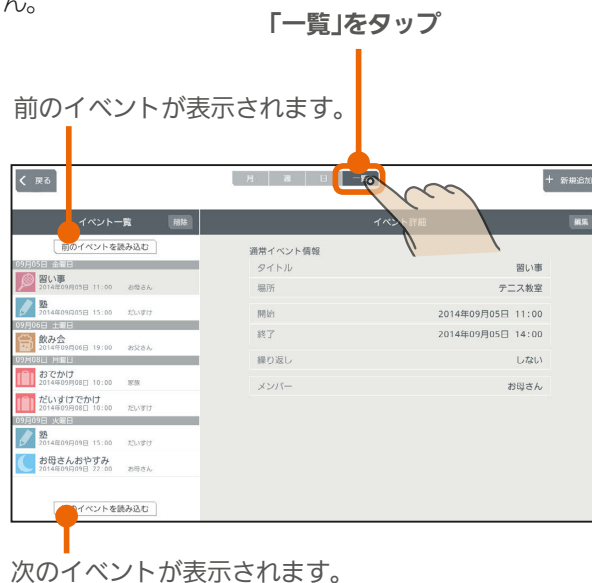 ん。
「一覧」をタップ
前のイベントが表示されます。
戻る
月 週 日
+ 新規追加
イベント一覧 削除
イベント詳細 編集
前のイベントを読み込む
09月05日 金曜日
習い事
2014年09月05日 11:00 お母さん
塾
2014年09月05日 15:00 だいすけ
09月06日 土曜日
飲み会
2014年09月06日 19:00 お父さん
09月08日 月曜日
おでかけ
2014年09月08日 10:00 家族
だいすけでかけ
2014年09月08日 10:00 だいすけ
09月09日 火曜日
塾
2014年09月09日 15:00 だいすけ
お母さんおやすみ
2014年09月09日 22:00 お母さん
のイベントを読み込む
通常イベント情報
タイトル 習い事
場所 テニス教室
開始 2014年09月05日 11:00
終了 2014年09月05日 14:00
繰り返し しない
メンバー お母さん
次のイベントが表示されます。